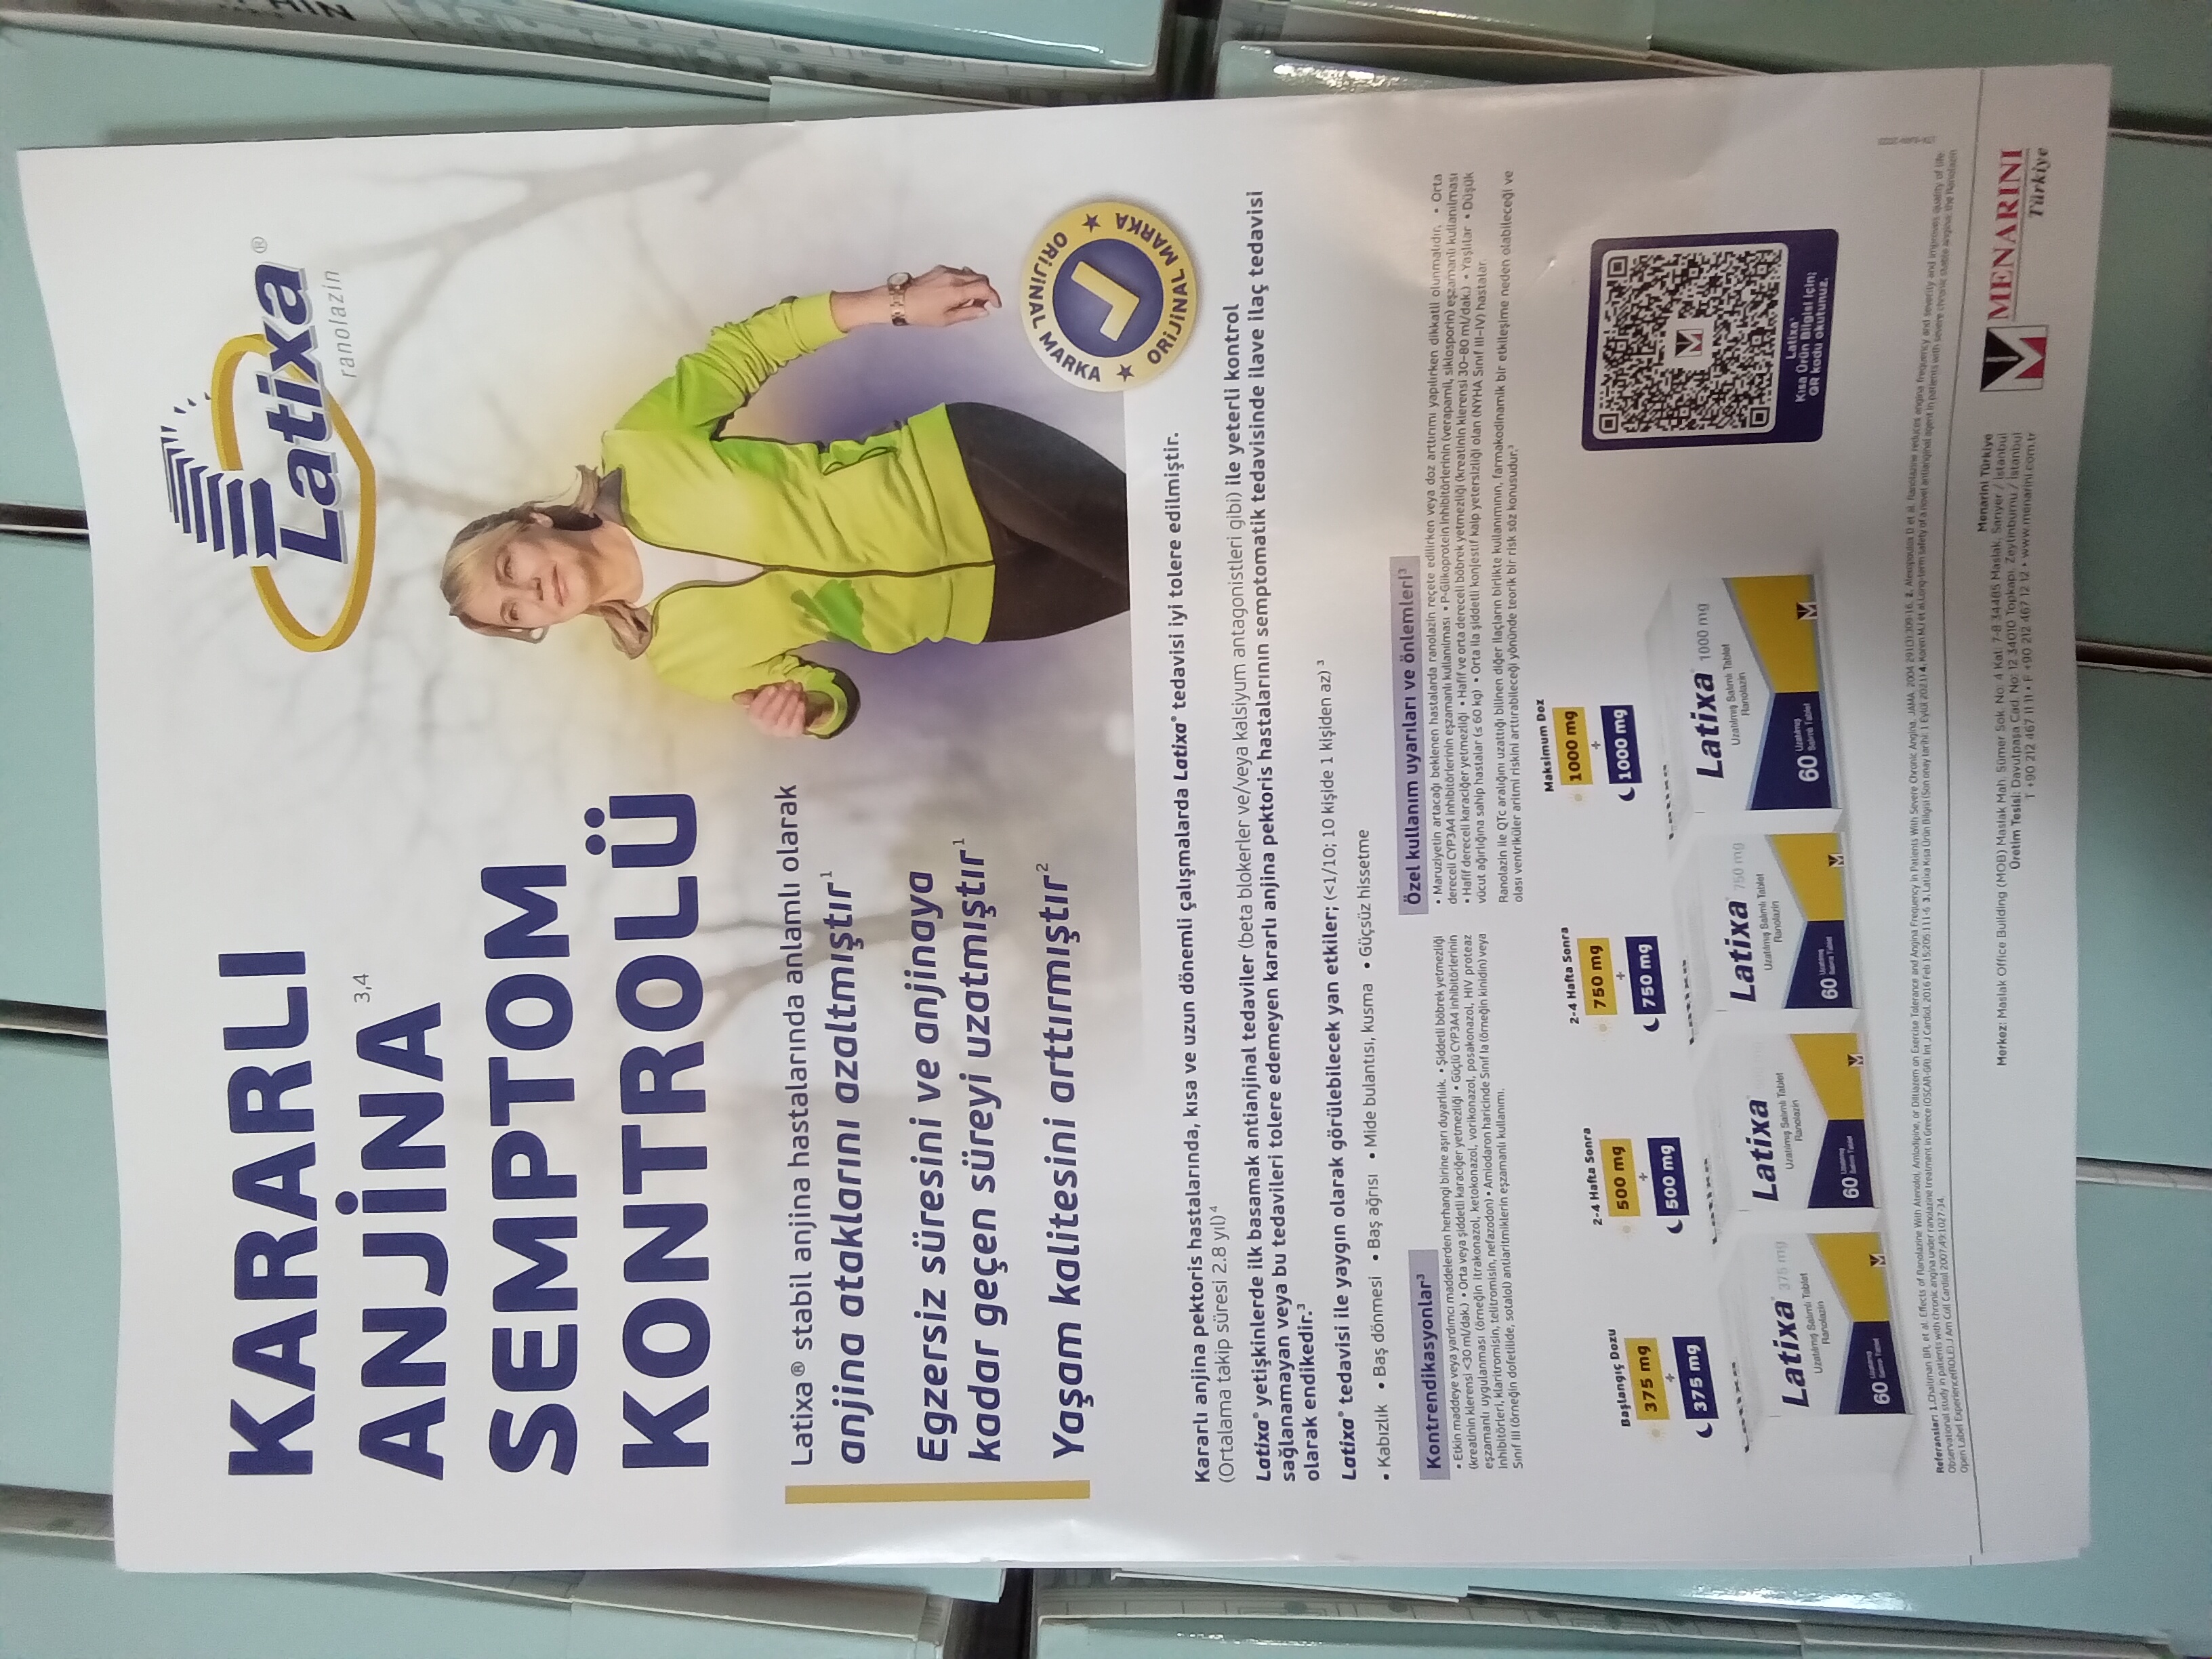 Latixa®
ranolazin
KARARLI
ANJİNA 3,4
SEMPTOM
KONTROLÜ
Latixa® stabil anjina hastalarında anlamlı olarak
anjina ataklarını azaltmıştır¹
Egzersiz süresini ve anjinaya
kadar geçen süreyi uzatmıştır¹
Yaşam kalitesini arttırmıştır²
ORİJİNAL MARKA ★ ORİJİNAL MARKA ★
Kararlı anjina pektoris hastalarında, kısa ve uzun dönemli çalışmalarda Latixa® tedavisi iyi tolere edilmiştir.
(Ortalama takip süresi 2.8 yıl)⁴
Latixa® yetişkinlerde ilk basamak antianjinal tedaviler (beta blokerler ve/veya kalsiyum antagonistleri gibi) ile yeterli kontrol
sağlanamayan veya bu tedavileri tolere edemeyen kararlı anjina pektoris hastalarının semptomatik tedavisinde ilave ilaç tedavisi
olarak endikedir.³
Latixa® tedavisi ile yaygın olarak görülebilecek yan etkiler; (<1/10; 10 kişide 1 kişiden az) ³
• Kabızlık • Baş dönmesi • Baş ağrısı • Mide bulantısı, kusma • Güçsüz hissetme
Kontrendikasyonlar³
• Etkin maddeye veya yardımcı maddelerden herhangi birine aşırı duyarlılık. • Şiddetli böbrek yetmezliği
(kreatinin klerensi <30 ml/dak.) • Orta veya şiddetli karaciğer yetmezliği • Güçlü CYP3A4 inhibitörlerinin
eşzamanlı uygulanması (örneğin itrakonazol, ketokonazol, vorikonazol, posakonazol, HIV proteaz
inhibitörleri, klaritromisin, telitromisin, nefazodon) • Amiodaron haricinde Sınıf Ia (örneğin kinidin) veya
Sınıf III (örneğin dofetilide, sotalol) antiaritmiklerin eşzamanlı kullanımı.
Özel kullanım uyarıları ve önlemleri³
• Maruziyetin artacağı beklenen hastalarda ranolazin reçete edilirken veya doz arttırımı yapılırken dikkatli olunmalıdır. • Orta
dereceli CYP3A4 inhibitörlerinin eşzamanlı kullanılması • P-Glikoprotein inhibitörlerinin (verapamil, siklosporin) eşzamanlı kullanılması
• Hafif dereceli karaciğer yetmezliği • Hafif ve orta dereceli böbrek yetmezliği (kreatinin klerensi 30-80 ml/dak.) • Yaşlılar • Düşük
vücut ağırlığına sahip hastalar (≤ 60 kg) • Orta ila şiddetli konjestif kalp yetersizliği olan (NYHA Sınıf III-IV) hastalar.
Ranolazin ile QTc aralığını uzattığı bilinen diğer ilaçların birlikte kullanımının, farmakodinamik bir etkileşime neden olabileceği ve
olası ventriküler aritmi riskini arttırabileceği yönünde teorik bir risk söz konusudur.³
Başlangıç Dozu
375 mg
+
375 mg
2-4 Hafta Sonra
500 mg
+
500 mg
2-4 Hafta Sonra
750 mg
+
750 mg
Maksimum Doz
1000 mg
+
1000 mg
Latixa® 375 mg
Uzatılmış Salımlı Tablet
Ranolazin
60 Uzatılmış Salımlı Tablet
Latixa®
Uzatılmış Salımlı Tablet
Ranolazin
60 Uzatılmış Salımlı Tablet
Latixa® 750 mg
Uzatılmış Salımlı Tablet
Ranolazin
60 Uzatılmış Salımlı Tablet
Latixa® 1000 mg
Uzatılmış Salımlı Tablet
Ranolazin
60 Uzatılmış Salımlı Tablet
Latixa®
Kısa Ürün Bilgisi için;
QR kodu okutunuz.
Referanslar: 1.Chaitman BR, et al. Effects of Ranolazine With Atenolol, Amlodipine, or Diltiazem on Exercise Tolerance and Angina Frequency in Patients With Severe Chronic Angina. JAMA. 2004 291(3):309-16. 2. Alexopoulos D et al. Ranolazine reduces angina frequency and severity and improves quality of life:
Observational study in patients with chronic angina under ranolazine treatment in Greece (OSCAR-GR). Int J Cardiol. 2016 Feb 15;205:111-6 3. Latixa Kısa Ürün Bilgisi (Son onay tarihi: 1 Eylül 2021) 4. Koren MJ et al. Long-term safety of a novel antianginal agent in patients with severe chronic stable angina: the Ranolazin
Open Label Experience(ROLE).J Am Coll Cardiol. 2007;49:1027-34.
Menarini Türkiye
Merkez: Maslak Office Building (MOB) Maslak Mah. Sümer Sok. No: 4 Kat: 7-8 34485 Maslak, Sarıyer / İstanbul
Üretim Tesisi: Davutpaşa Cad. No: 12 34010 Topkapı, Zeytinburnu / İstanbul
T +90 212 467 11 11 • F +90 212 467 12 12 • www.menarini.com.tr
MENARINI
Türkiye